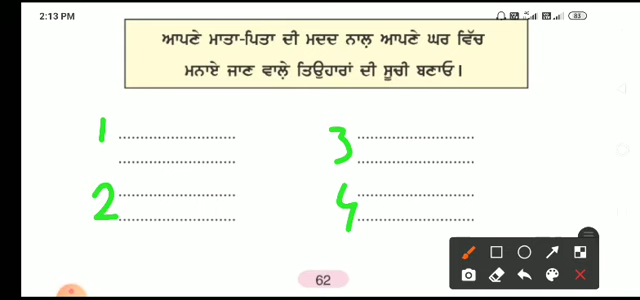 2:13 PM
83
ਆਪਣੇ ਮਾਤਾ-ਪਿਤਾ ਦੀ ਮਦਦ ਨਾਲ਼ ਆਪਣੇ ਘਰ ਵਿੱਚ
ਮਨਾਏ ਜਾਣ ਵਾਲ਼ੇ ਤਿਉਹਾਰਾਂ ਦੀ ਸੂਚੀ ਬਣਾਓ।
1 ........................... 3 ...........................
........................... ...........................
2 ........................... 4 ...........................
........................... ...........................
62